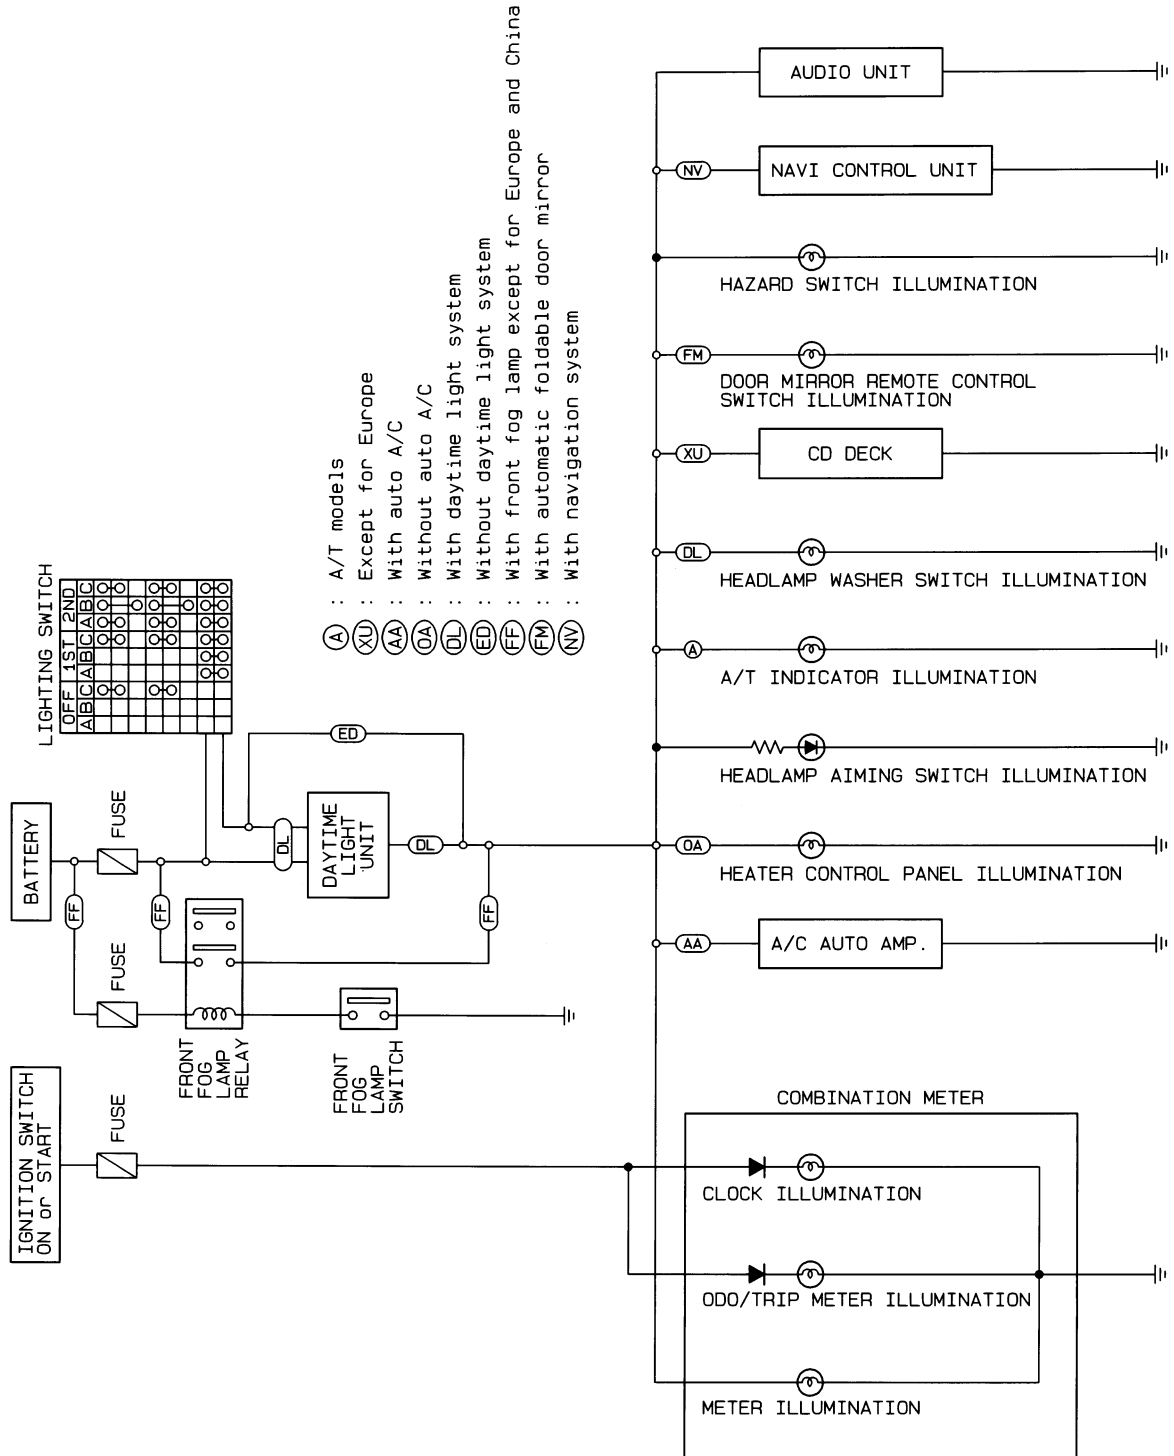 AUDIO UNIT
NV
NAVI CONTROL UNIT
HAZARD SWITCH ILLUMINATION
FM
DOOR MIRROR REMOTE CONTROL
SWITCH ILLUMINATION
XU
CD DECK
DL
HEADLAMP WASHER SWITCH ILLUMINATION
A
A/T INDICATOR ILLUMINATION
HEADLAMP AIMING SWITCH ILLUMINATION
OA
HEATER CONTROL PANEL ILLUMINATION
AA
A/C AUTO AMP.
A : A/T models
XU : Except for Europe
AA : With auto A/C
OA : Without auto A/C
DL : With daytime light system
ED : Without daytime light system
FF : With front fog lamp except for Europe and China
FM : With automatic foldable door mirror
NV : With navigation system
LIGHTING SWITCH
OFF 1ST 2ND
A B C A B C A B C
ED
BATTERY
FUSE
DL
DAYTIME
LIGHT
UNIT
DL
FF
FF
FF
FUSE
FRONT
FOG
LAMP
RELAY
FRONT
FOG
LAMP
SWITCH
IGNITION SWITCH
ON or START
FUSE
COMBINATION METER
CLOCK ILLUMINATION
ODO/TRIP METER ILLUMINATION
METER ILLUMINATION